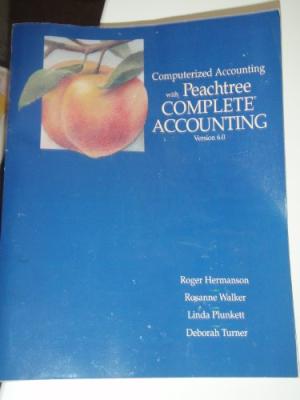 Computerized Accounting
with Peachtree
COMPLETE®
ACCOUNTING
Version 6.0
Roger Hermanson
Rosanne Walker
Linda Plunkett
Deborah Turner